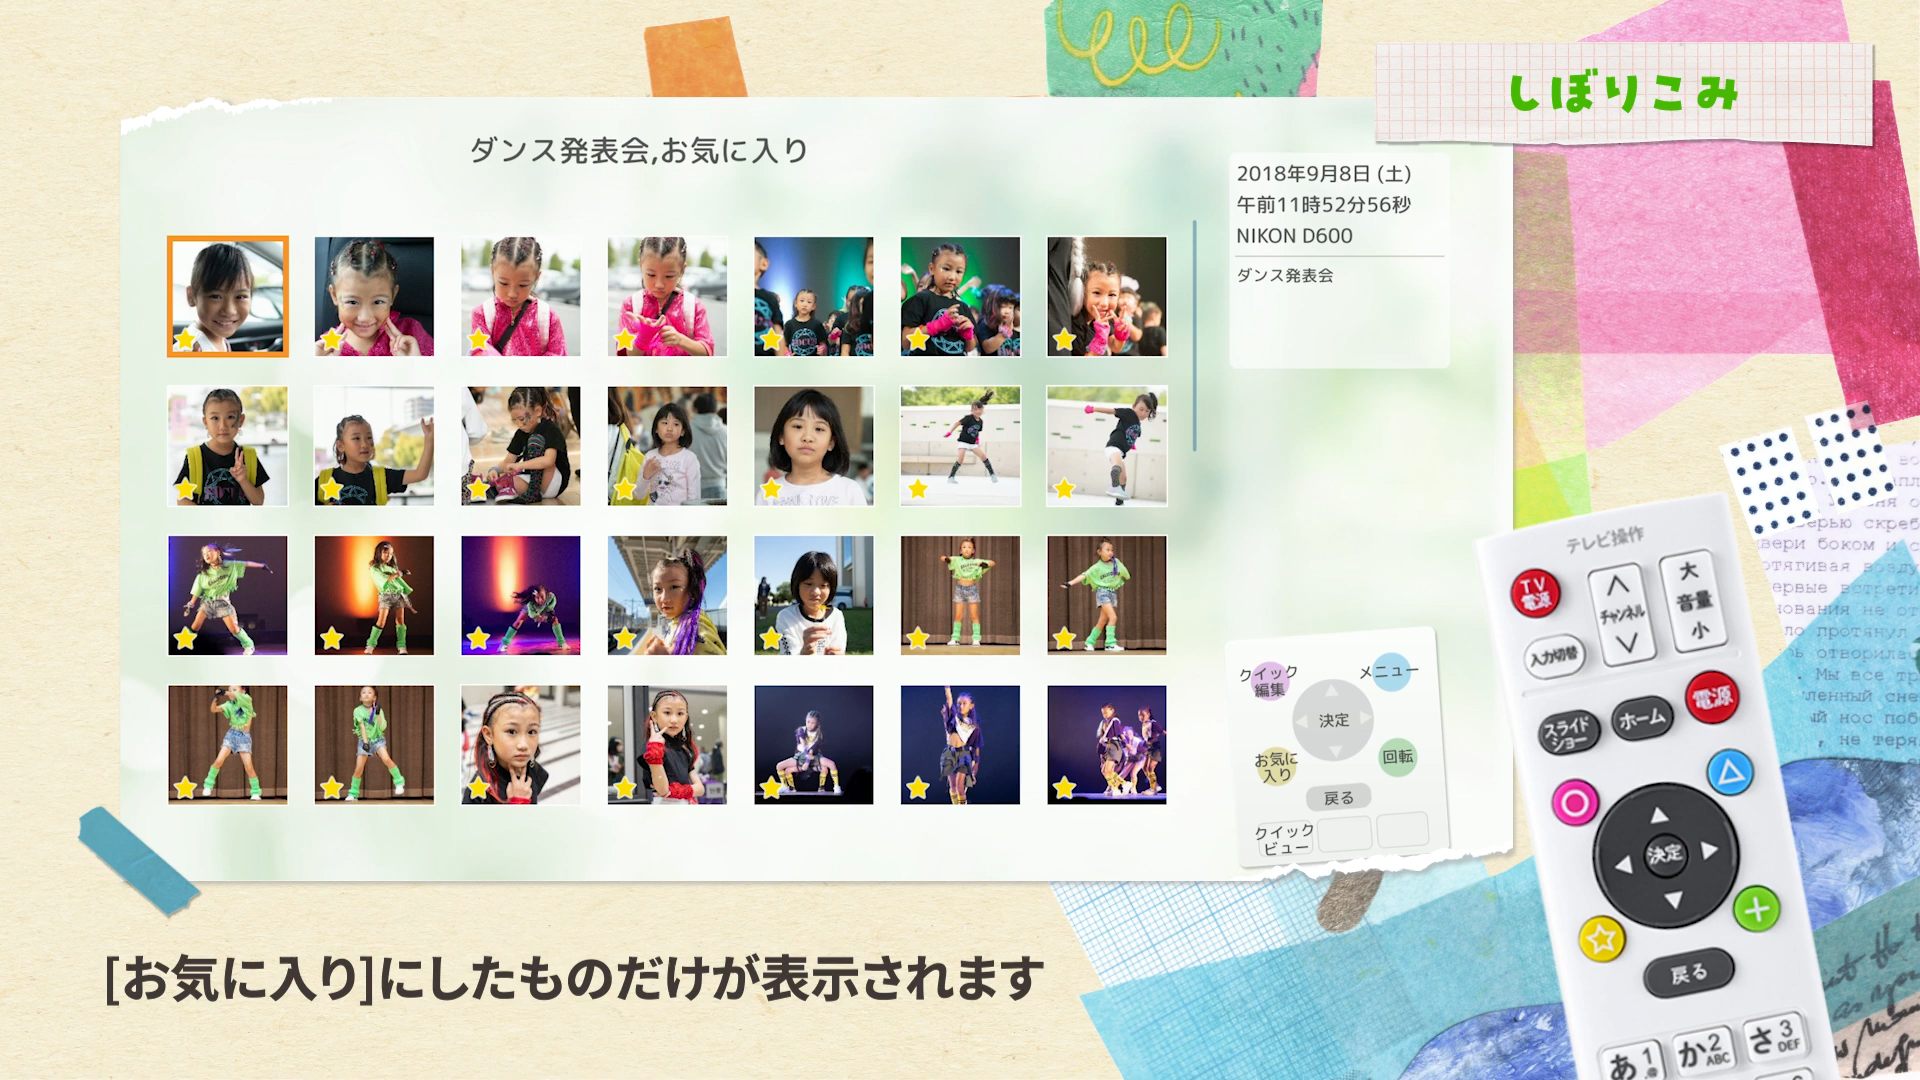 しぼりこみ
ダンス発表会,お気に入り
2018年9月8日 (土)
午前11時52分56秒
NIKON D600
ダンス発表会
クイック
編集
メニュー
決定
お気に
入り
回転
戻る
クイック
ビュー
[お気に入り]にしたものだけが表示されます
テレビ操作
TV
電源
チャンネル
大
音量
小
入力切替
スライド
ショー
ホーム
電源
決定
戻る
あ 1 .@
か 2 ABC
さ 3 DEF